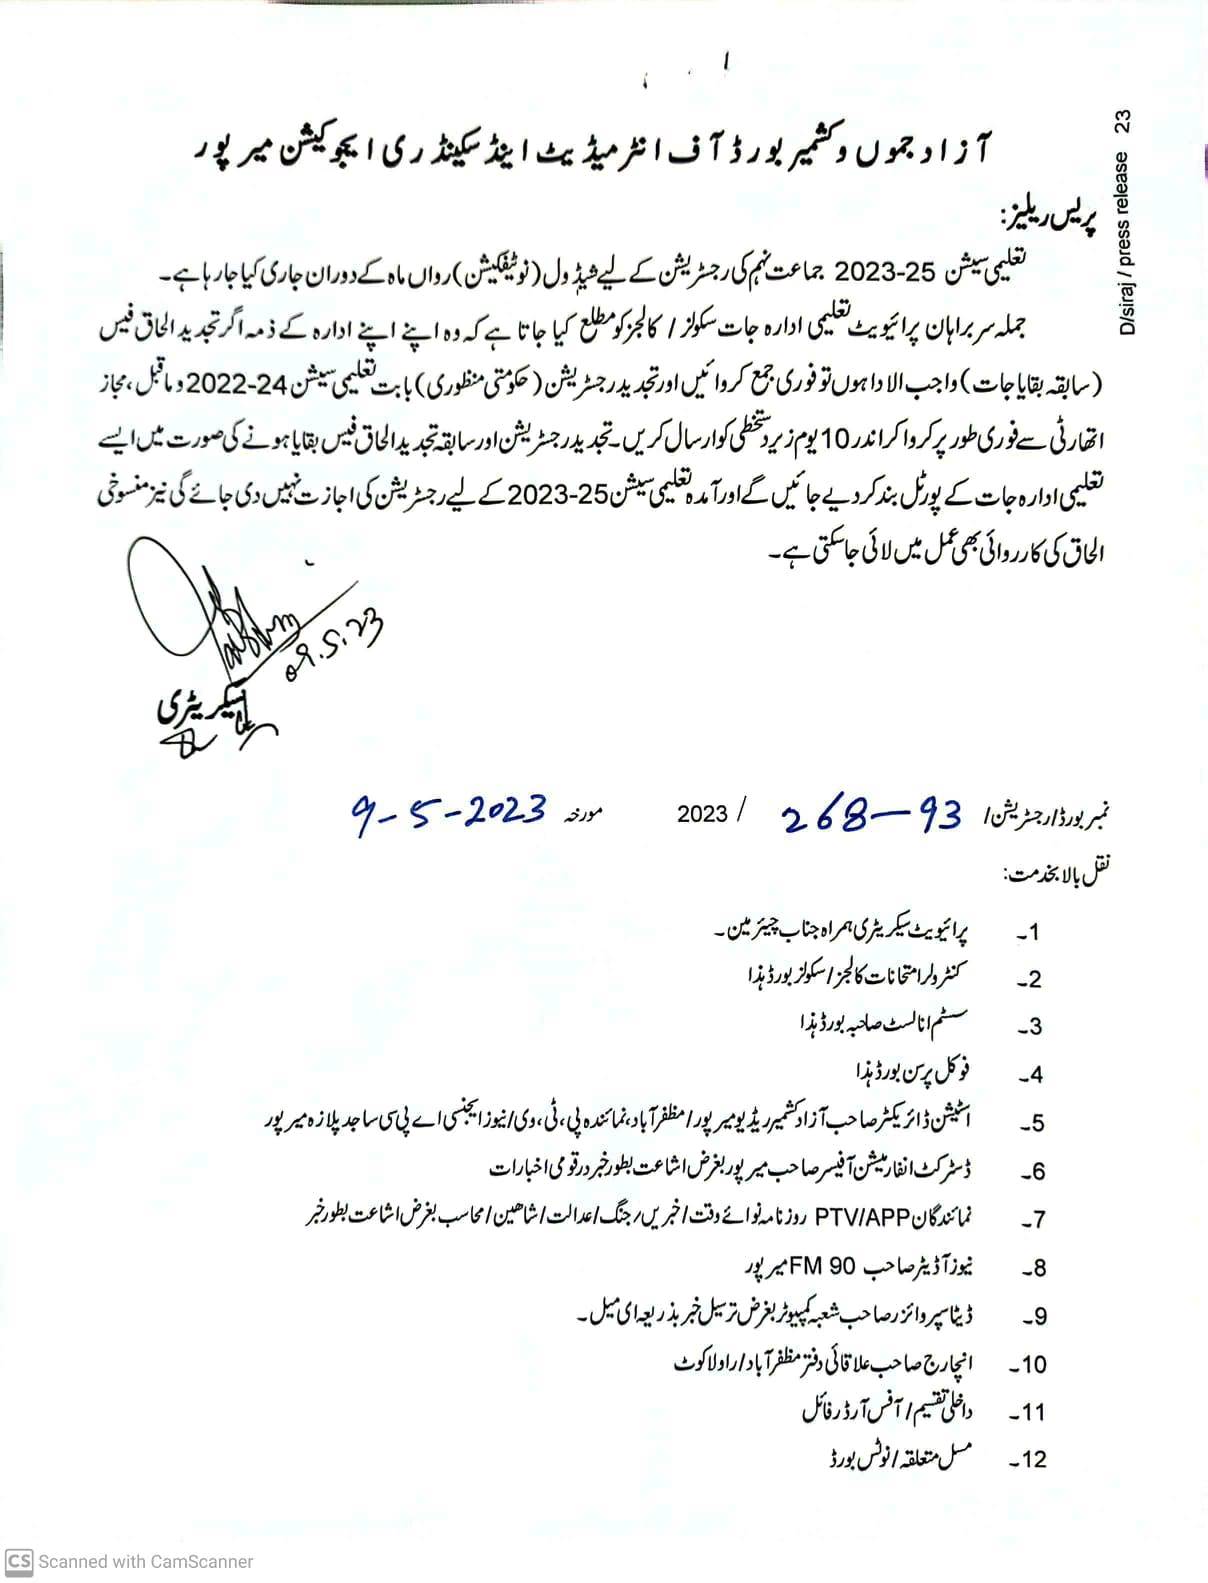 آزاد جموں و کشمیر بورڈ آف انٹرمیڈیٹ اینڈ سکینڈری ایجوکیشن میرپور
D/siraj / press release 23
پریس ریلیز:
تعلیمی سیشن 2023-25 جماعت نہم کی رجسٹریشن کے لیے شیڈول (نوٹیفکیشن) رواں ماہ کے دوران جاری کیا جا رہا ہے۔
جملہ سربراہان پرائیویٹ تعلیمی ادارہ جات سکولز / کالجز کو مطلع کیا جاتا ہے کہ وہ اپنے اپنے ادارہ کے ذمہ اگر تجدید الحاق فیس
(سابقہ بقایا جات) واجب الادا ہوں تو فوری جمع کروائیں اور تجدید رجسٹریشن (حکومتی منظوری) بابت تعلیمی سیشن 2022-24 و ماقبل، مجاز
اتھارٹی سے فوری طور پر کروا کر اندر 10 یوم زیر دستخطی کو ارسال کریں۔ تجدید رجسٹریشن اور سابقہ تجدید الحاق فیس بقایا ہونے کی صورت میں ایسے
تعلیمی ادارہ جات کے پورٹل بند کر دیے جائیں گے اور آمدہ تعلیمی سیشن 2023-25 کے لیے رجسٹریشن کی اجازت نہیں دی جائے گی نیز منسوخی
الحاق کی کارروائی بھی عمل میں لائی جا سکتی ہے۔
09.5.23
سیکریٹری
نمبر بورڈ / رجسٹریشن / 268-93 / 2023 مورخہ 9-5-2023
نقل بالا بخدمت:
1۔ پرائیویٹ سیکریٹری ہمراہ جناب چیئرمین۔
2۔ کنٹرولر امتحانات کالجز / سکولز بورڈ ہذا
3۔ سسٹم انالسٹ صاحبہ بورڈ ہذا
4۔ فوکل پرسن بورڈ ہذا
5۔ اسٹیشن ڈائریکٹر صاحب آزاد کشمیر ریڈیو میرپور / مظفرآباد، نمائندہ پی، ٹی، وی / نیوز ایجنسی اے پی سی ساجد پلازہ میرپور
6۔ ڈسٹرکٹ انفارمیشن آفیسر صاحب میرپور بغرض اشاعت بطور خبر در قومی اخبارات
7۔ نمائندگان PTV/APP روزنامہ نوائے وقت / خبریں / جنگ / عدالت / شاھین / محاسب بغرض اشاعت بطور خبر
8۔ نیوز آڈیٹر صاحب FM 90 میرپور
9۔ ڈیٹا سپروائزر صاحب شعبہ کمپیوٹر بغرض ترسیل خبر بذریعہ ای میل۔
10۔ انچارج صاحب علاقائی دفتر مظفرآباد / راولاکوٹ
11۔ داخلی تقسیم / آفس آرڈر فائل
12۔ مسل متعلقہ / نوٹس بورڈ
CS Scanned with CamScanner